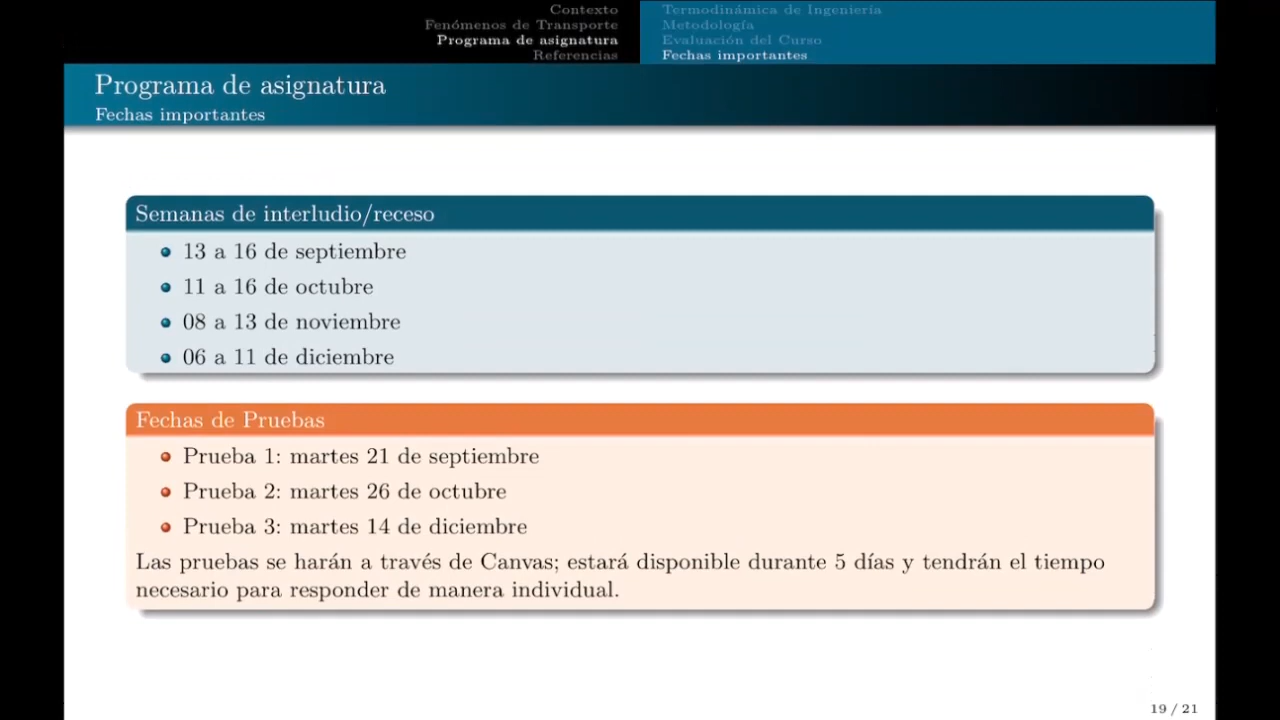 Contexto
Fenómenos de Transporte
Programa de asignatura
Referencias
Termodinámica de Ingeniería
Metodología
Evaluación del Curso
Fechas importantes
Programa de asignatura
Fechas importantes
Semanas de interludio/receso
13 a 16 de septiembre
11 a 16 de octubre
08 a 13 de noviembre
06 a 11 de diciembre
Fechas de Pruebas
Prueba 1: martes 21 de septiembre
Prueba 2: martes 26 de octubre
Prueba 3: martes 14 de diciembre
Las pruebas se harán a través de Canvas; estará disponible durante 5 días y tendrán el tiempo
necesario para responder de manera individual.
19 / 21